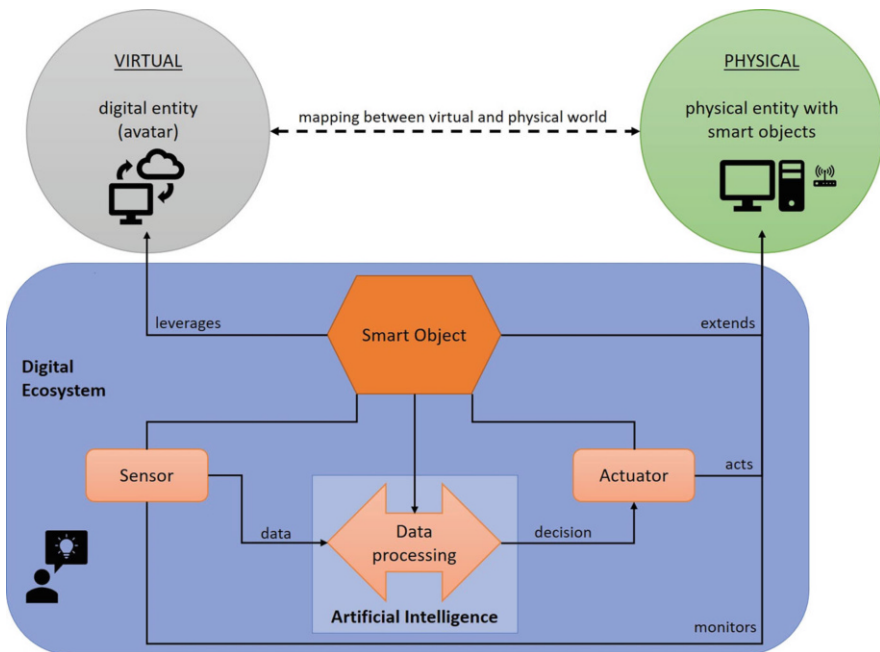 VIRTUAL
digital entity
(avatar)
mapping between virtual and physical world
PHYSICAL
physical entity with
smart objects
leverages
Smart Object
extends
Digital
Ecosystem
Sensor
Actuator
acts
data
Data
processing
decision
Artificial Intelligence
monitors